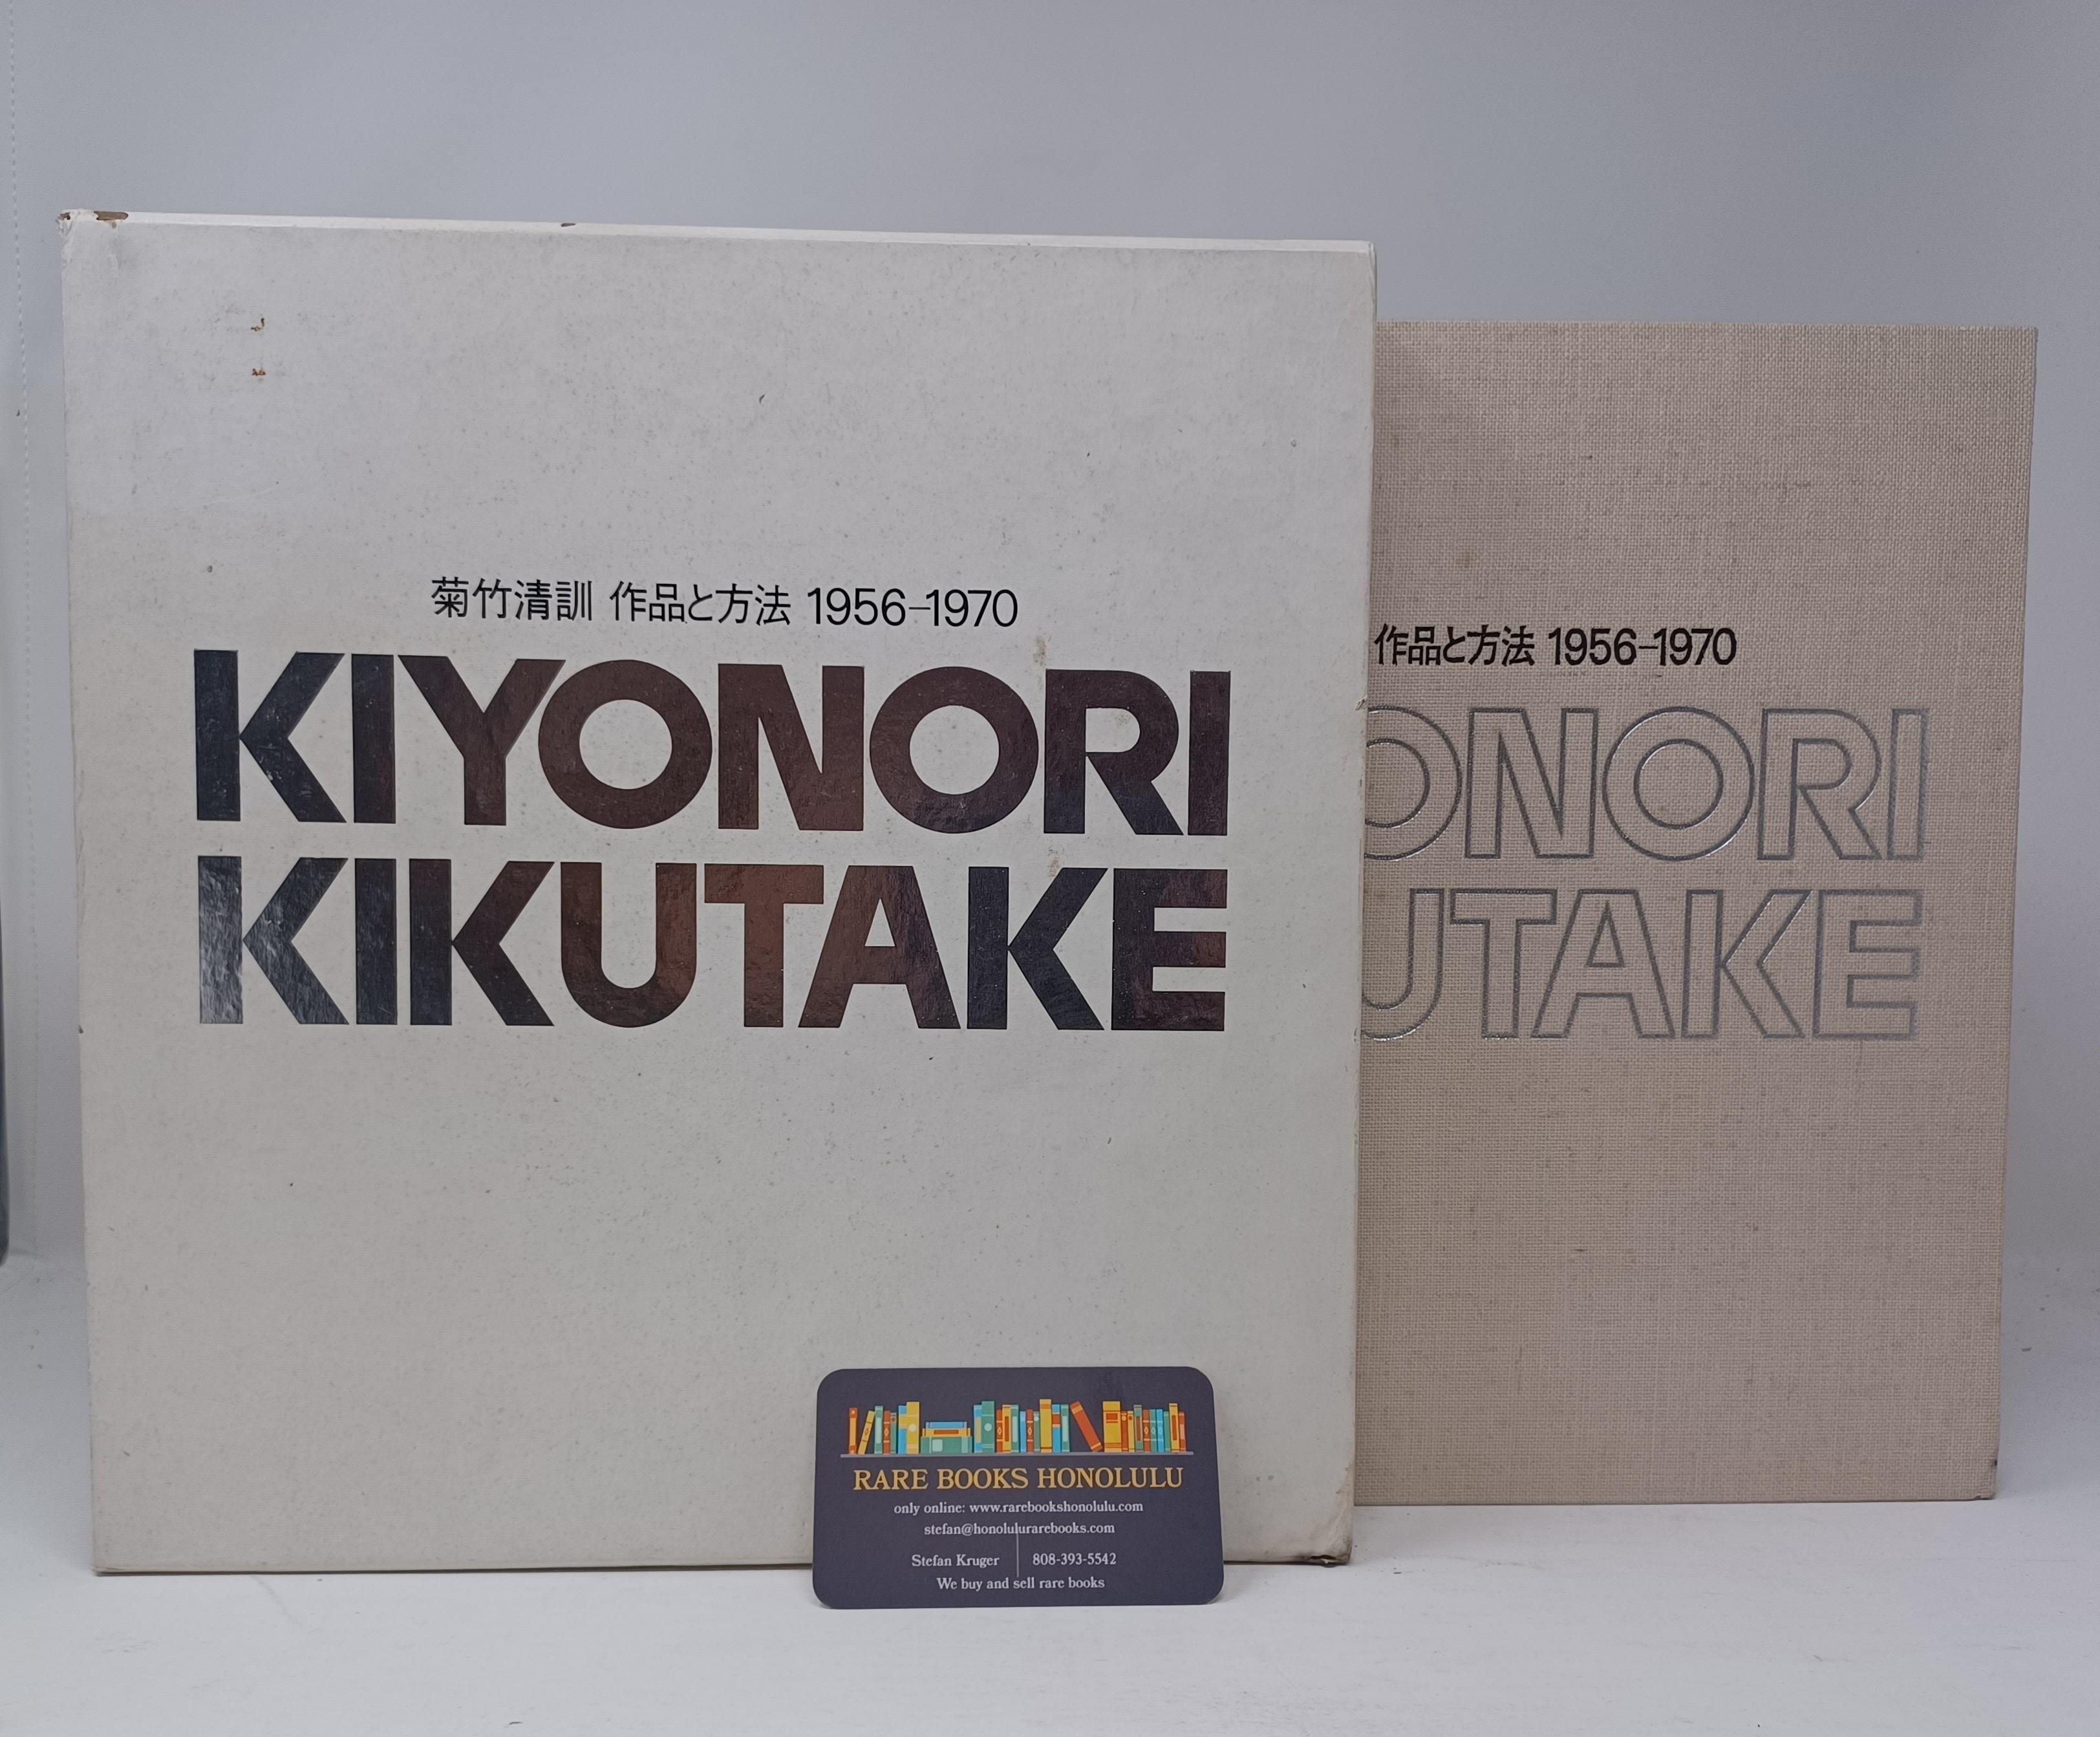 菊竹清訓 作品と方法 1956-1970
KIYONORI
KIKUTAKE
作品と方法 1956-1970
ONORI
UTAKE
RARE BOOKS HONOLULU
only online: www.rarebookshonolulu.com
stefan@honolulurarebooks.com
Stefan Kruger 808-393-5542
We buy and sell rare books